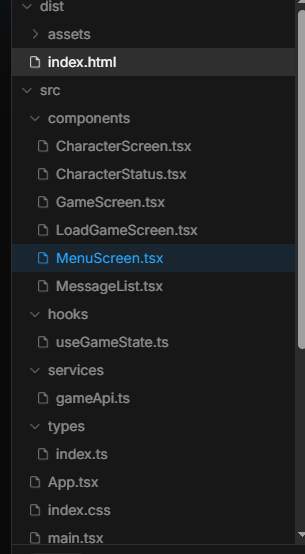 dist
assets
index.html
src
components
CharacterScreen.tsx
CharacterStatus.tsx
GameScreen.tsx
LoadGameScreen.tsx
MenuScreen.tsx
MessageList.tsx
hooks
useGameState.ts
services
gameApi.ts
types
index.ts
App.tsx
index.css
main.tsx